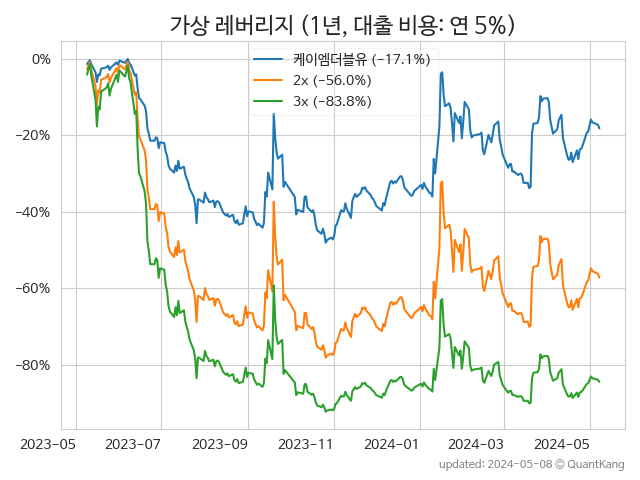 가상 레버리지 (1년, 대출 비용: 연 5%)
케이엠더블유 (−17.1%)
2x (−56.0%)
3x (−83.8%)
0%
−20%
−40%
−60%
−80%
2023-05 2023-07 2023-09 2023-11 2024-01 2024-03 2024-05
updated: 2024-05-08 ⓒ QuantKang